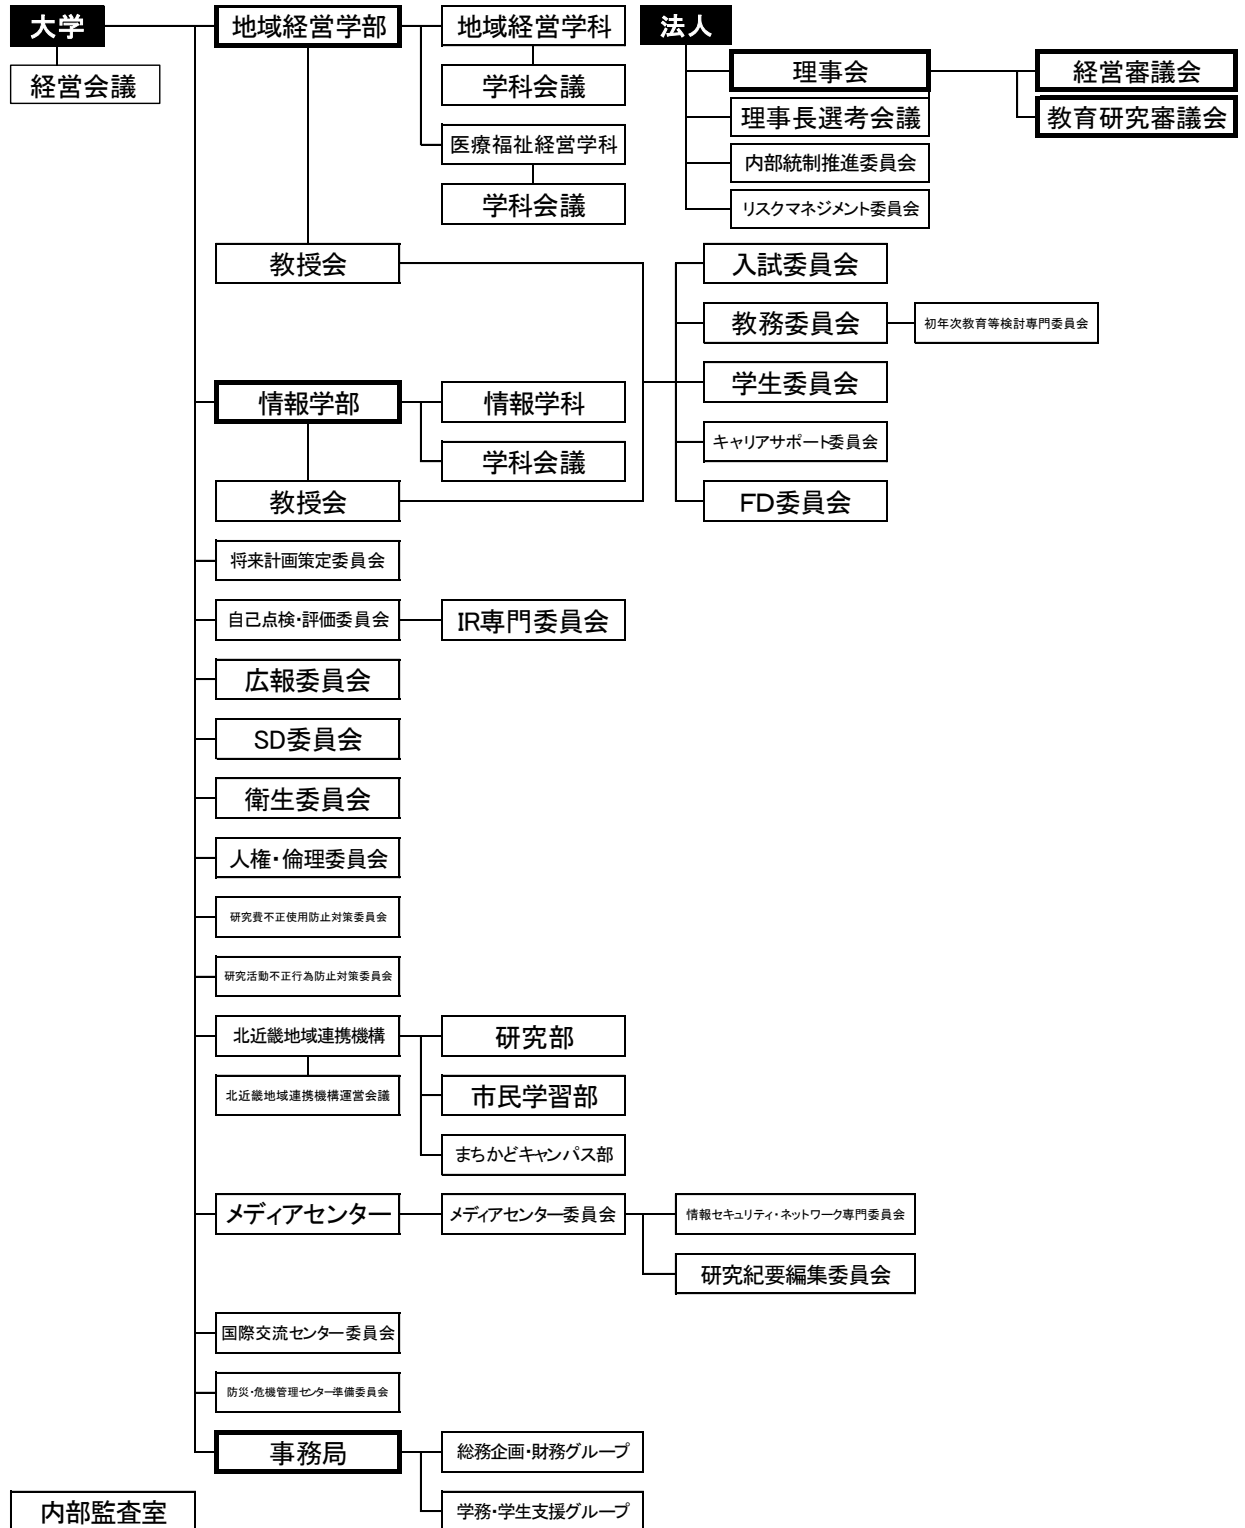 大学
経営会議
地域経営学部
地域経営学科
学科会議
医療福祉経営学科
学科会議
教授会
法人
理事会
経営審議会
教育研究審議会
理事長選考会議
内部統制推進委員会
リスクマネジメント委員会
入試委員会
教務委員会
初年次教育等検討専門委員会
学生委員会
キャリアサポート委員会
FD委員会
情報学部
情報学科
学科会議
教授会
将来計画策定委員会
自己点検・評価委員会
IR専門委員会
広報委員会
SD委員会
衛生委員会
人権・倫理委員会
研究費不正使用防止対策委員会
研究活動不正行為防止対策委員会
北近畿地域連携機構
研究部
北近畿地域連携機構運営会議
市民学習部
まちかどキャンパス部
メディアセンター
メディアセンター委員会
情報セキュリティ・ネットワーク専門委員会
研究紀要編集委員会
国際交流センター委員会
防災・危機管理センター準備委員会
事務局
総務企画・財務グループ
学務・学生支援グループ
内部監査室